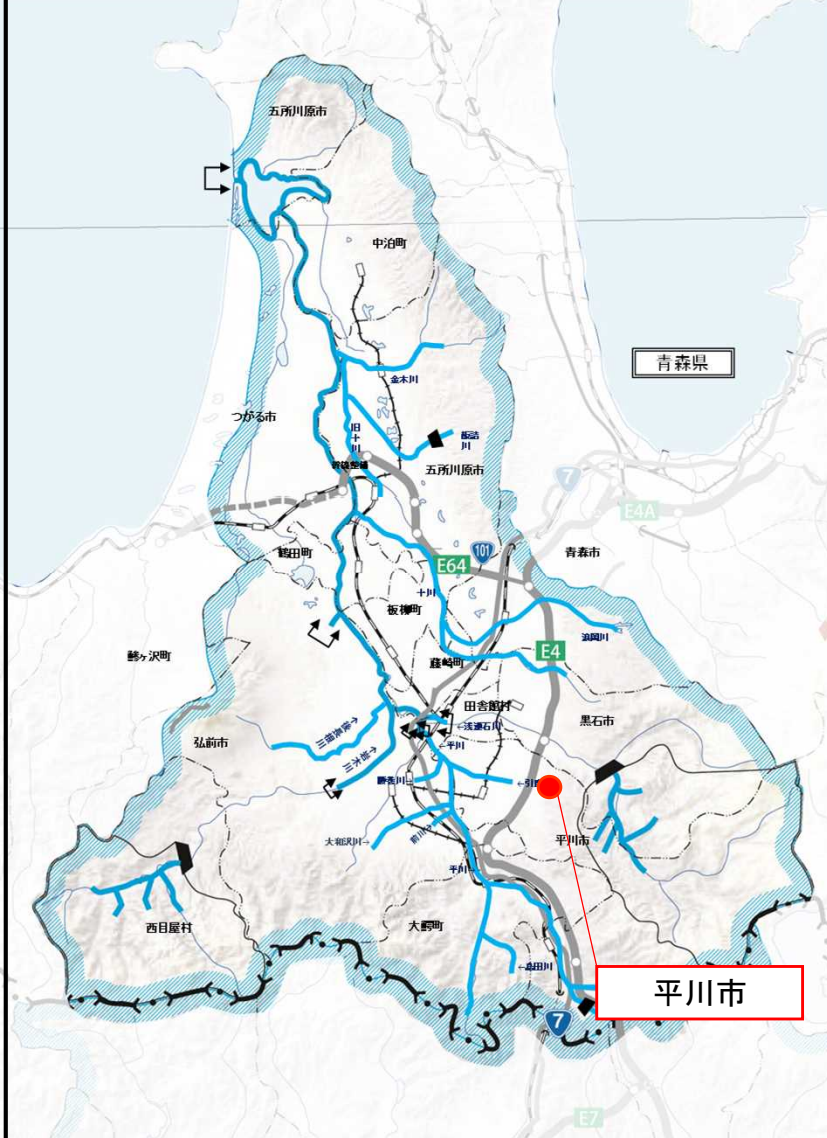 五所川原市
中泊町
青森県
金木川
つがる市
旧十川
飯詰川
五所川原市
7
E4A
101
青森市
鶴田町
E64
十川
板柳町
浪岡川
鰺ヶ沢町
藤崎町
E4
田舎館村
黒石市
←浅瀬石川
弘前市
←平川
大和沢川→
前川→
平川市
平川→
西目屋村
大鰐町
平川市
7
E7